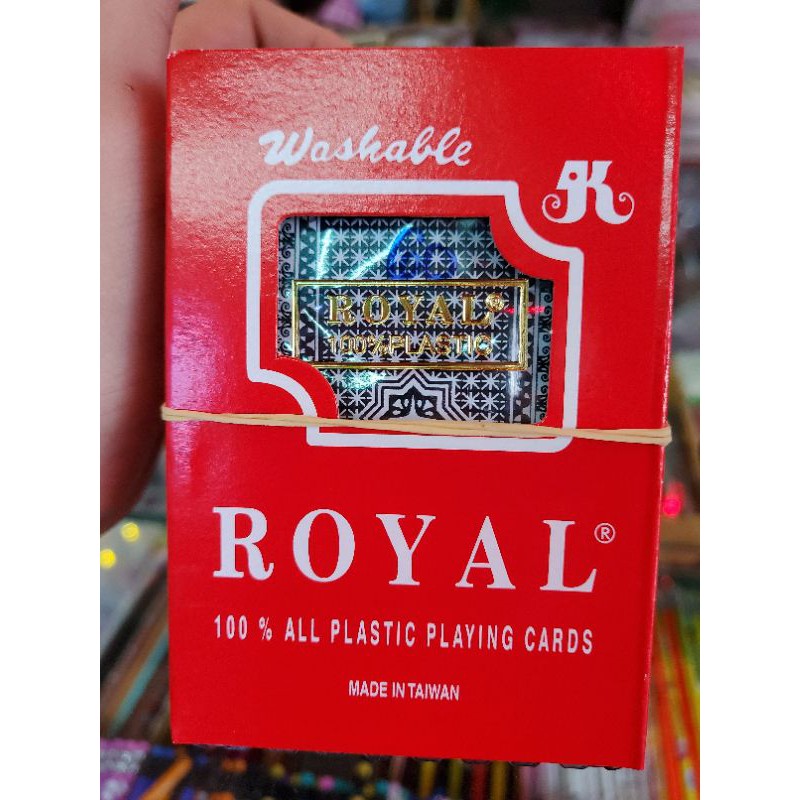 Washable
K
ROYAL®
100%PLASTIC
ROYAL®
100 % ALL PLASTIC PLAYING CARDS
MADE IN TAIWAN